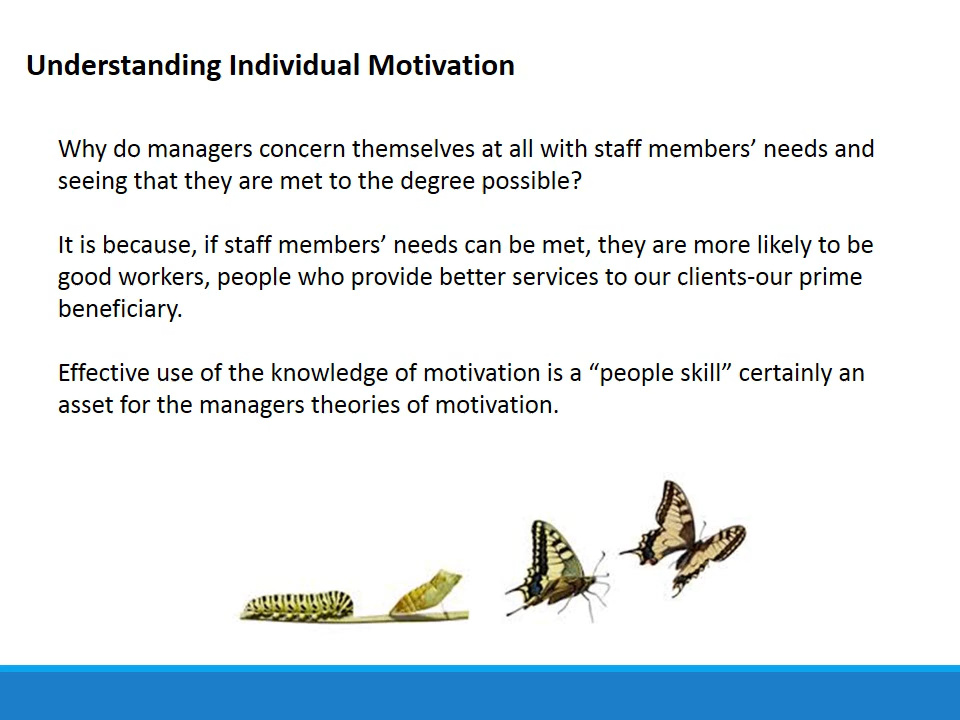 Understanding Individual Motivation
Why do managers concern themselves at all with staff members’ needs and
seeing that they are met to the degree possible?
It is because, if staff members’ needs can be met, they are more likely to be
good workers, people who provide better services to our clients-our prime
beneficiary.
Effective use of the knowledge of motivation is a “people skill” certainly an
asset for the managers theories of motivation.